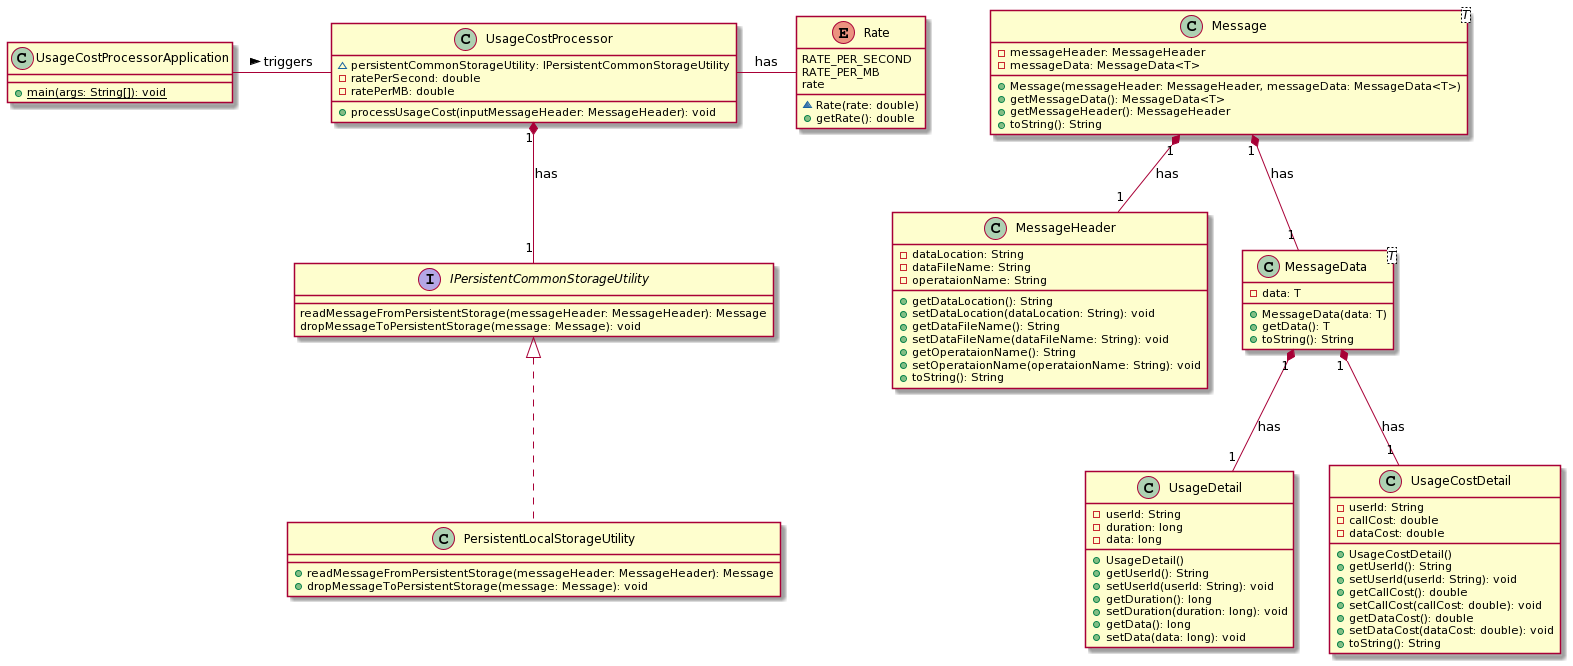 C UsageCostProcessorApplication
main(args: String[]): void
triggers
C UsageCostProcessor
persistentCommonStorageUtility: IPersistentCommonStorageUtility
ratePerSecond: double
ratePerMB: double
processUsageCost(inputMessageHeader: MessageHeader): void
has
E Rate
RATE_PER_SECOND
RATE_PER_MB
rate
Rate(rate: double)
getRate(): double
1
has
1
I IPersistentCommonStorageUtility
readMessageFromPersistentStorage(messageHeader: MessageHeader): Message
dropMessageToPersistentStorage(message: Message): void
C PersistentLocalStorageUtility
readMessageFromPersistentStorage(messageHeader: MessageHeader): Message
dropMessageToPersistentStorage(message: Message): void
C Message
T
messageHeader: MessageHeader
messageData: MessageData<T>
Message(messageHeader: MessageHeader, messageData: MessageData<T>)
getMessageData(): MessageData<T>
getMessageHeader(): MessageHeader
toString(): String
1
has
1
1
has
1
C MessageHeader
dataLocation: String
dataFileName: String
operataionName: String
getDataLocation(): String
setDataLocation(dataLocation: String): void
getDataFileName(): String
setDataFileName(dataFileName: String): void
getOperataionName(): String
setOperataionName(operataionName: String): void
toString(): String
C MessageData
T
data: T
MessageData(data: T)
getData(): T
toString(): String
1
has
1
1
has
1
C UsageDetail
userId: String
duration: long
data: long
UsageDetail()
getUserId(): String
setUserId(userId: String): void
getDuration(): long
setDuration(duration: long): void
getData(): long
setData(data: long): void
C UsageCostDetail
userId: String
callCost: double
dataCost: double
UsageCostDetail()
getUserId(): String
setUserId(userId: String): void
getCallCost(): double
setCallCost(callCost: double): void
getDataCost(): double
setDataCost(dataCost: double): void
toString(): String